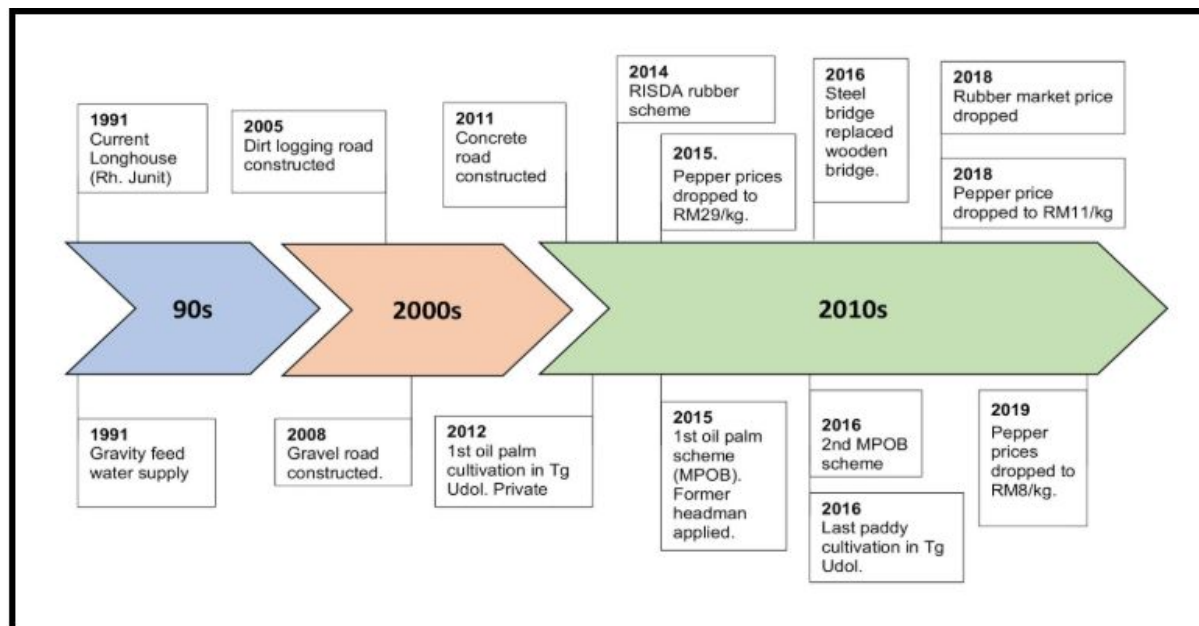 1991
Current
Longhouse
(Rh. Junit)
2005
Dirt logging road
constructed
2011
Concrete
road
constructed
2014
RISDA rubber
scheme
2015.
Pepper prices
dropped to
RM29/kg.
2016
Steel
bridge
replaced
wooden
bridge.
2018
Rubber market price
dropped
2018
Pepper price
dropped to RM11/kg
90s
2000s
2010s
1991
Gravity feed
water supply
2008
Gravel road
constructed.
2012
1st oil palm
cultivation in Tg
Udol. Private
2015
1st oil palm
scheme
(MPOB).
Former
headman
applied.
2016
2nd MPOB
scheme
2016
Last paddy
cultivation in Tg
Udol.
2019
Pepper
prices
dropped to
RM8/kg.